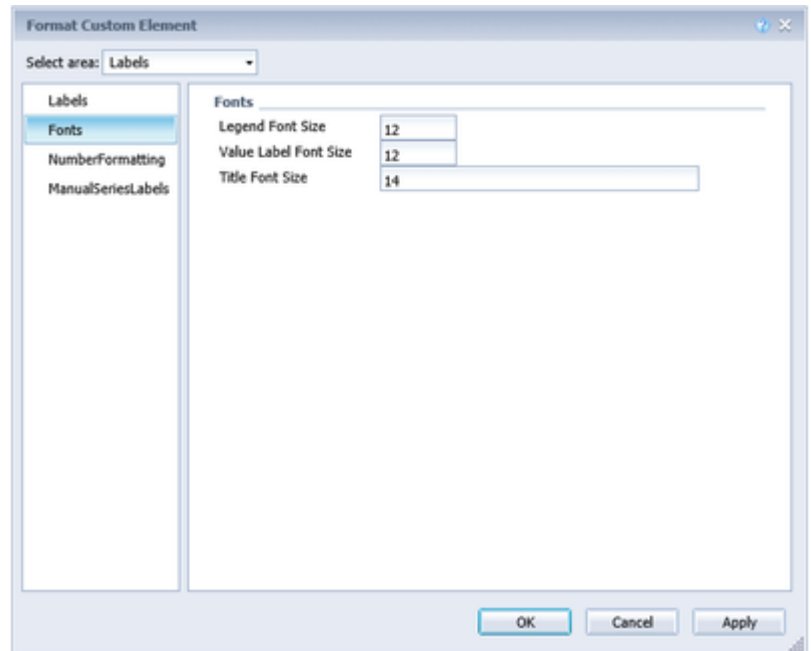 Format Custom Element
Select area: Labels
Labels
Fonts
NumberFormatting
ManualSeriesLabels
Fonts
Legend Font Size 12
Value Label Font Size 12
Title Font Size 14
OK Cancel Apply